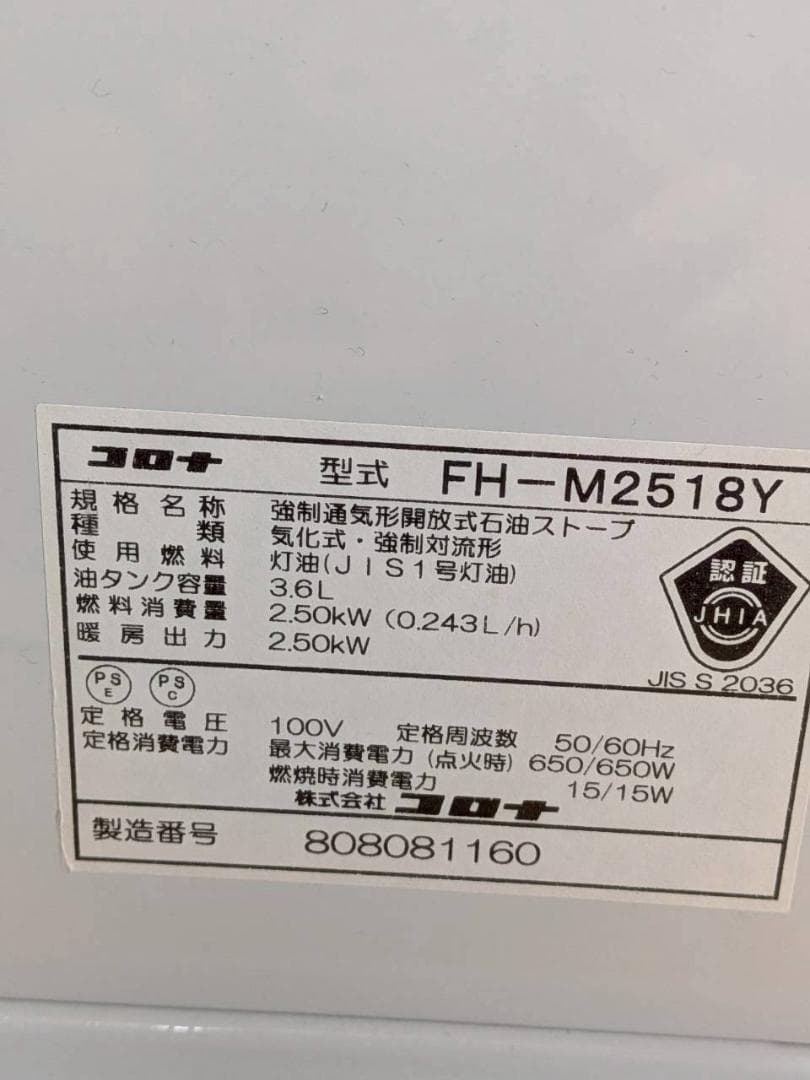 コロナ 型式 FH-M2518Y
規格名称 強制通気形開放式石油ストーブ
種類 気化式・強制対流形
使用燃料 灯油(JIS1号灯油)
油タンク容量 3.6L
燃料消費量 2.50kW (0.243L/h)
暖房出力 2.50kW
認証
JHIA
JIS S 2036
PS E PS C
定格電圧 100V 定格周波数 50/60Hz
定格消費電力 最大消費電力 (点火時) 650/650W
燃焼時消費電力 15/15W
株式会社 コロナ
製造番号 808081160